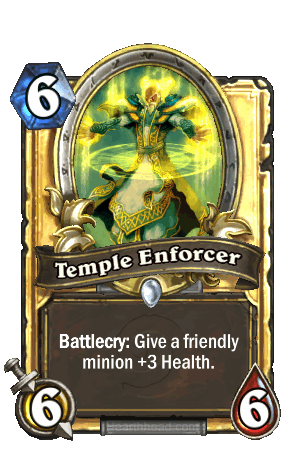 6
Temple Enforcer
Battlecry: Give a friendly
minion +3 Health.
6
6